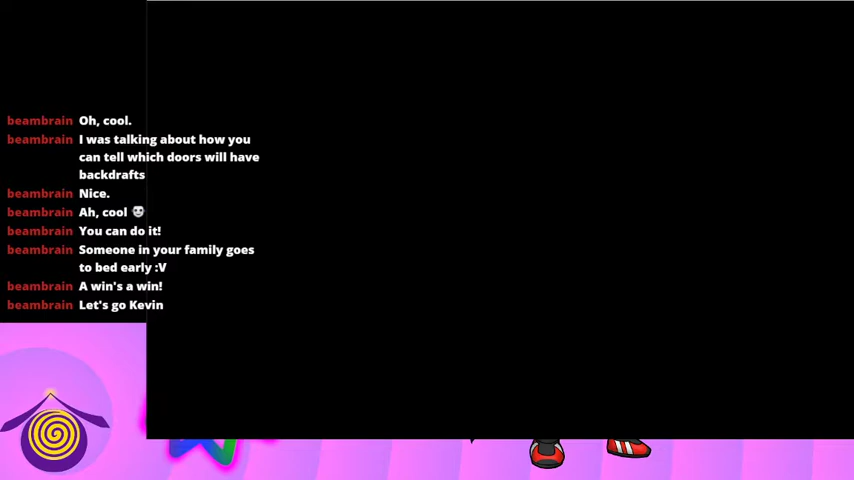 beambrain Oh, cool.
beambrain I was talking about how you
can tell which doors will have
backdrafts
beambrain Nice.
beambrain Ah, cool
beambrain You can do it!
beambrain Someone in your family goes
to bed early :V
beambrain A win's a win!
beambrain Let's go Kevin